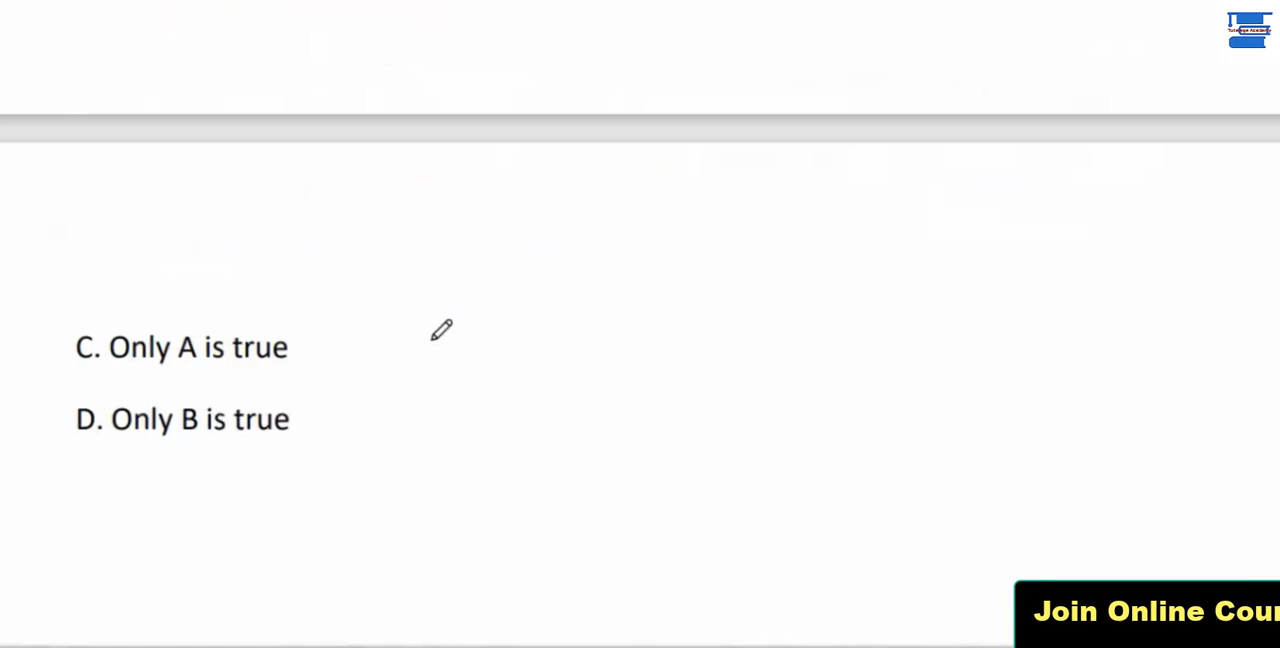 C. Only A is true
D. Only B is true
Join Online Cour